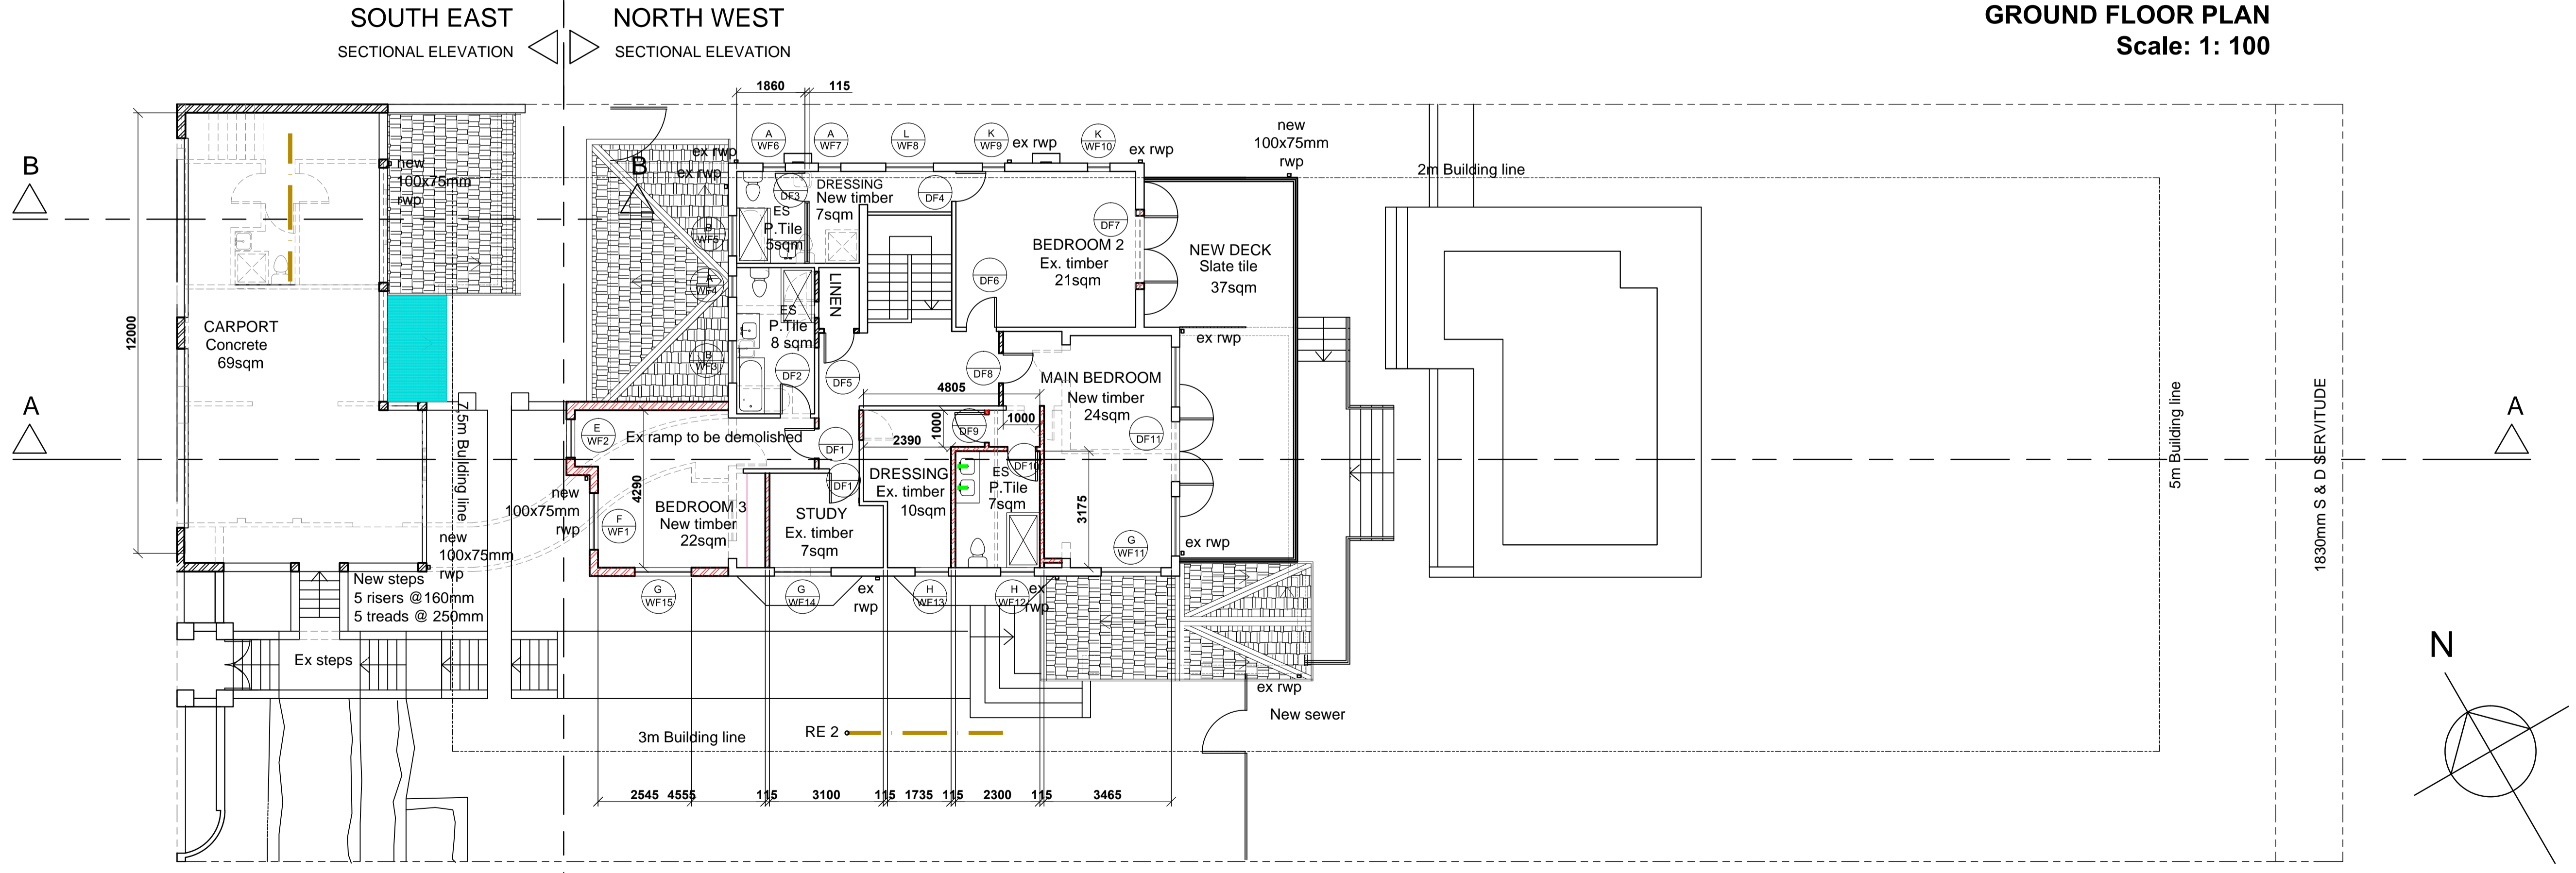 SOUTH EAST
SECTIONAL ELEVATION
NORTH WEST
SECTIONAL ELEVATION
GROUND FLOOR PLAN
Scale: 1: 100
1860
115
A
WF6
A
WF7
L
WF8
K
WF9
K
WF10
ex rwp
ex rwp
ex rwp
ex rwp
new
100x75mm
rwp
B
B
new
100x75mm
rwp
2m Building line
DF3
DRESSING
New timber
7sqm
DF4
ES
P.Tile
5sqm
B
WF5
DF7
BEDROOM 2
Ex. timber
21sqm
NEW DECK
Slate tile
37sqm
DF6
A
WF4
LINEN
ES
P.Tile
8 sqm
12000
CARPORT
Concrete
69sqm
B
WF3
DF2
DF5
DF8
ex rwp
MAIN BEDROOM
New timber
24sqm
4805
A
A
7,5m Building line
5m Building line
1830mm S & D SERVITUDE
E
WF2
Ex ramp to be demolished
DF1
DF1
1000
1000
DF9
DF10
DF11
2390
4290
DRESSING
Ex. timber
10sqm
ES
P.Tile
7sqm
3175
new
100x75mm
rwp
F
WF1
BEDROOM 3
New timber
22sqm
STUDY
Ex. timber
7sqm
G
WF11
ex rwp
new
100x75mm
rwp
New steps
5 risers @160mm
5 treads @ 250mm
G
WF15
G
WF14
ex
rwp
H
WF13
H
WF12
ex
rwp
Ex steps
ex rwp
New sewer
RE 2
3m Building line
2545
4555
115
3100
115
1735
115
2300
115
3465
N